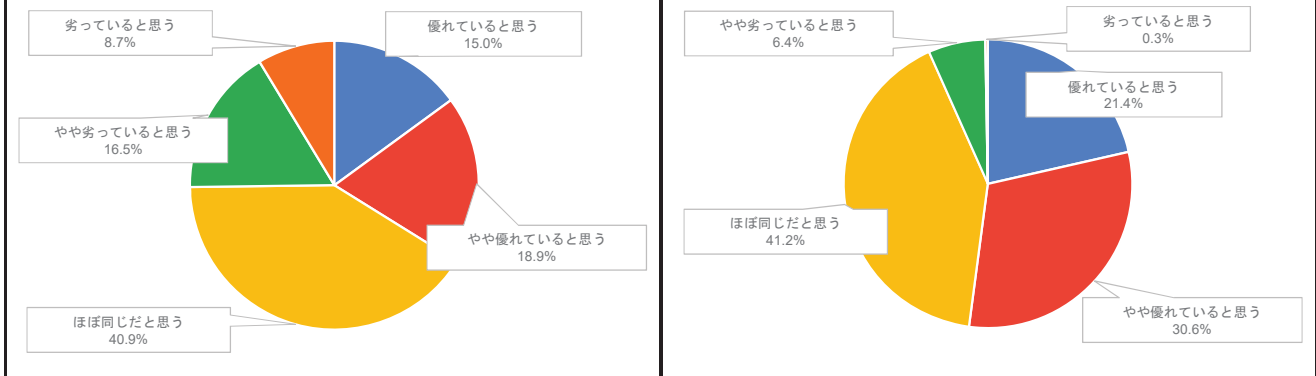 劣っていると思う
8.7%
優れていると思う
15.0%
やや劣っていると思う
16.5%
やや優れていると思う
18.9%
ほぼ同じだと思う
40.9%
やや劣っていると思う
6.4%
劣っていると思う
0.3%
優れていると思う
21.4%
ほぼ同じだと思う
41.2%
やや優れていると思う
30.6%